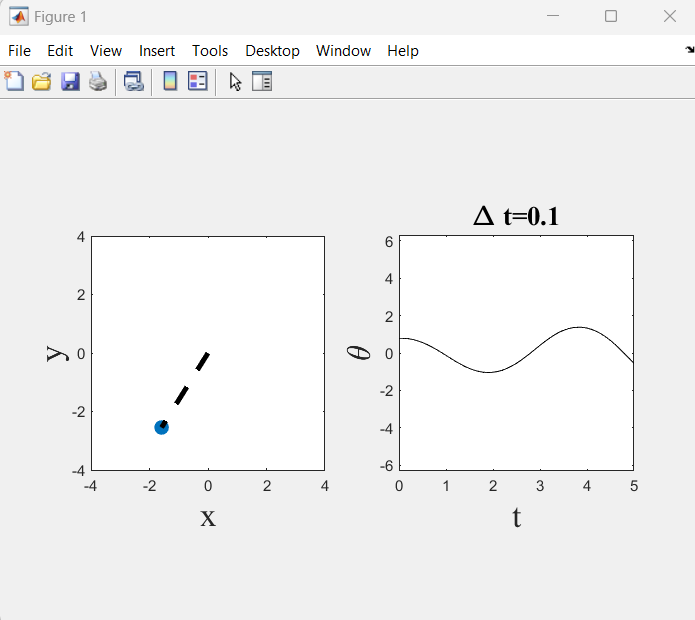 Figure 1
File Edit View Insert Tools Desktop Window Help
Δ t=0.1
4
2
0
-2
-4
y
-4 -2 0 2 4
x
6
4
2
0
-2
-4
-6
θ
0 1 2 3 4 5
t